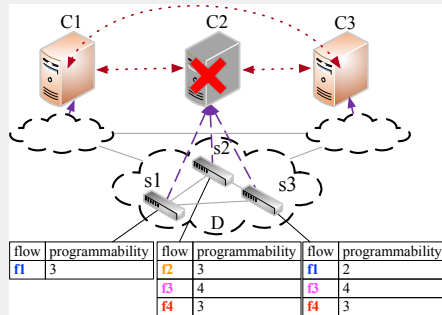 C1 C2 C3
s2
s1 s3
D
flow programmability flow programmability flow programmability
f1 3 f2 3 f1 2
f3 4 f3 4
f4 3 f4 3